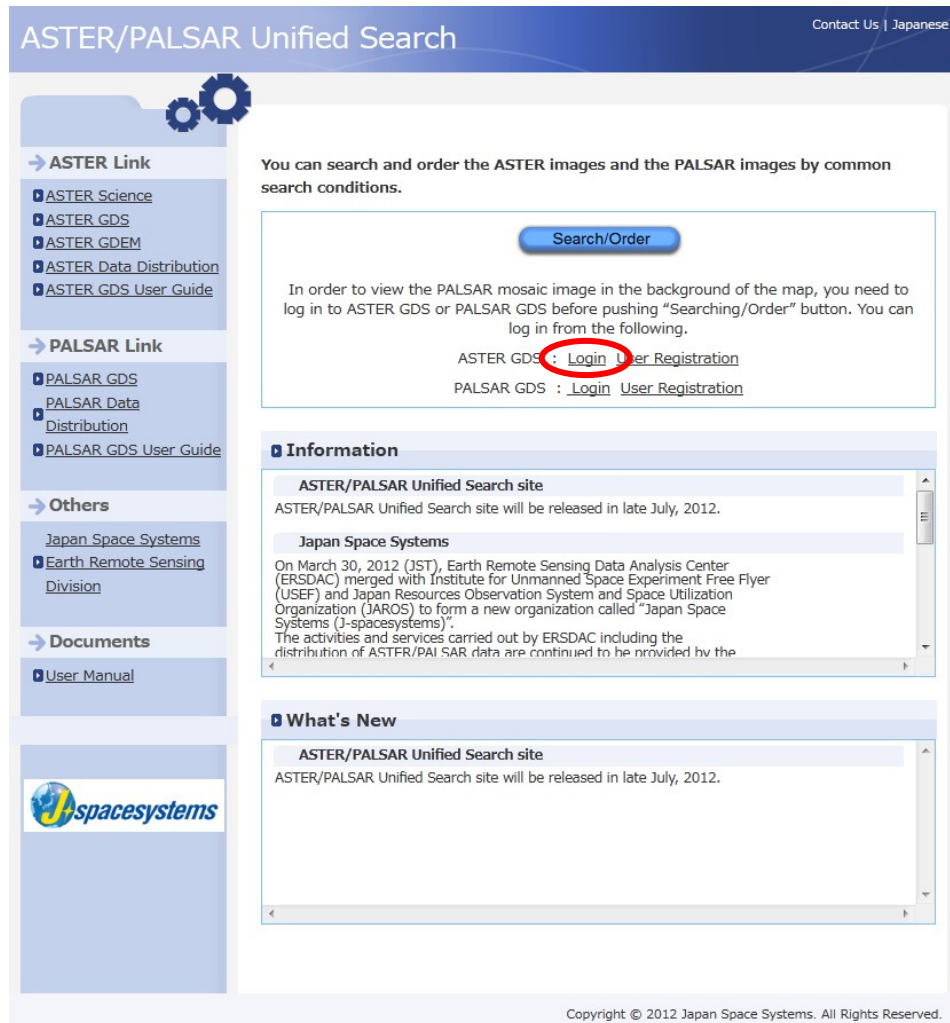 ASTER/PALSAR Unified Search
Contact Us | Japanese
ASTER Link
ASTER Science
ASTER GDS
ASTER GDEM
ASTER Data Distribution
ASTER GDS User Guide
PALSAR Link
PALSAR GDS
PALSAR Data
Distribution
PALSAR GDS User Guide
Others
Japan Space Systems
Earth Remote Sensing
Division
Documents
User Manual
J-spacesystems
You can search and order the ASTER images and the PALSAR images by common
search conditions.
Search/Order
In order to view the PALSAR mosaic image in the background of the map, you need to
log in to ASTER GDS or PALSAR GDS before pushing “Searching/Order” button. You can
log in from the following.
ASTER GDS : Login User Registration
PALSAR GDS : Login User Registration
Information
ASTER/PALSAR Unified Search site
ASTER/PALSAR Unified Search site will be released in late July, 2012.
Japan Space Systems
On March 30, 2012 (JST), Earth Remote Sensing Data Analysis Center
(ERSDAC) merged with Institute for Unmanned Space Experiment Free Flyer
(USEF) and Japan Resources Observation System and Space Utilization
Organization (JAROS) to form a new organization called "Japan Space
Systems (J-spacesystems)".
The activities and services carried out by ERSDAC including the
distribution of ASTER/PALSAR data are continued to be provided by the
What's New
ASTER/PALSAR Unified Search site
ASTER/PALSAR Unified Search site will be released in late July, 2012.
Copyright © 2012 Japan Space Systems. All Rights Reserved.